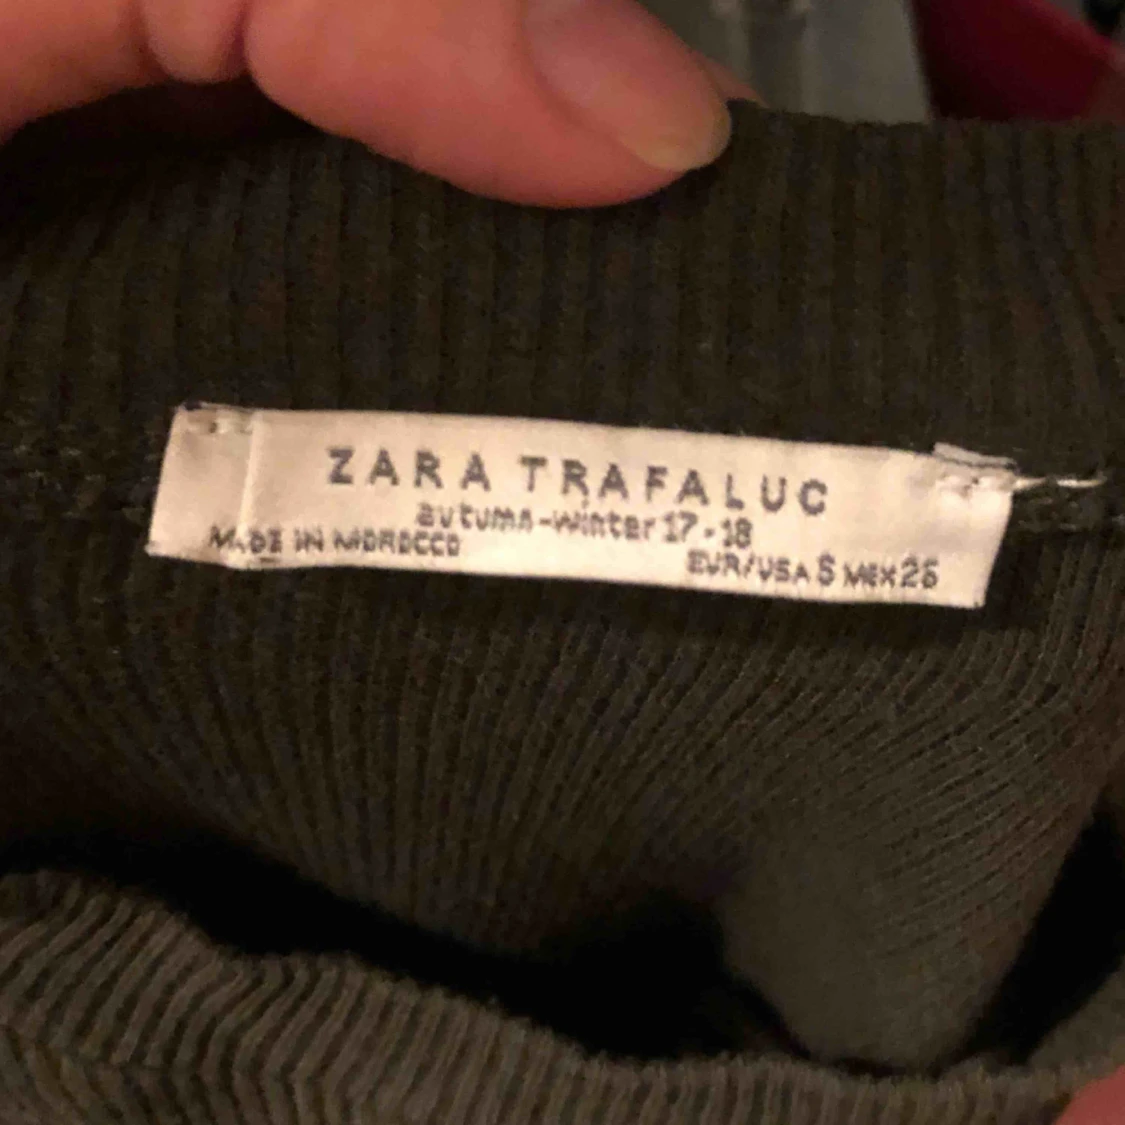 ZARA TRAFALUC
autumn-winter 17-18
MADE IN MOROCCO
EUR/USA S MEX 26